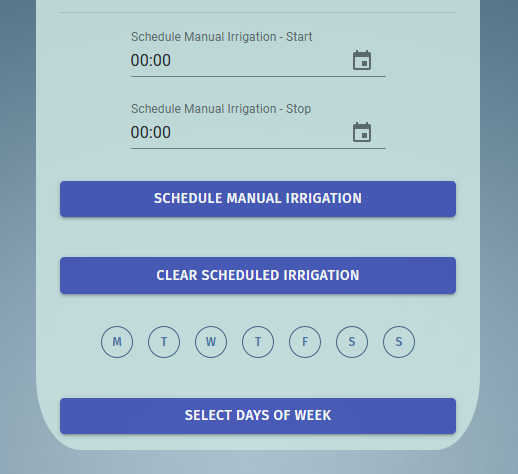 Schedule Manual Irrigation - Start
00:00
Schedule Manual Irrigation - Stop
00:00
SCHEDULE MANUAL IRRIGATION
CLEAR SCHEDULED IRRIGATION
M T W T F S S
SELECT DAYS OF WEEK